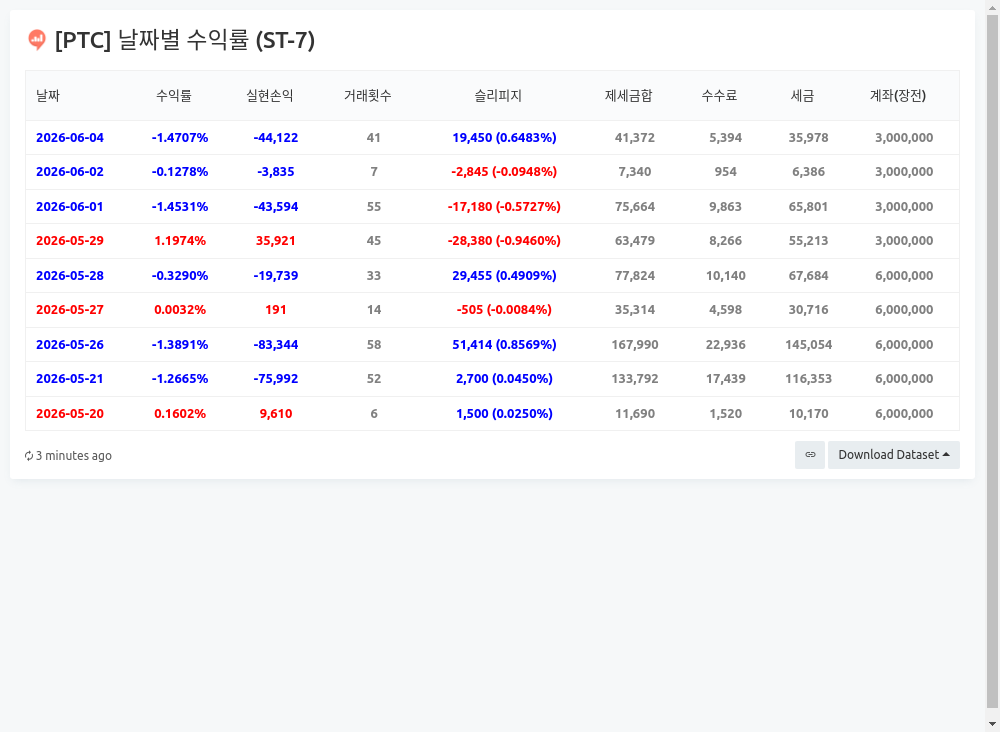 [PTC] 날짜별 수익률 (ST-7)
날짜 수익률 실현손익 거래횟수 슬리피지 제세금합 수수료 세금 계좌(장전)
2026-06-04 -1.4707% -44,122 41 19,450 (0.6483%) 41,372 5,394 35,978 3,000,000
2026-06-02 -0.1278% -3,835 7 -2,845 (-0.0948%) 7,340 954 6,386 3,000,000
2026-06-01 -1.4531% -43,594 55 -17,180 (-0.5727%) 75,664 9,863 65,801 3,000,000
2026-05-29 1.1974% 35,921 45 -28,380 (-0.9460%) 63,479 8,266 55,213 3,000,000
2026-05-28 -0.3290% -19,739 33 29,455 (0.4909%) 77,824 10,140 67,684 6,000,000
2026-05-27 0.0032% 191 14 -505 (-0.0084%) 35,314 4,598 30,716 6,000,000
2026-05-26 -1.3891% -83,344 58 51,414 (0.8569%) 167,990 22,936 145,054 6,000,000
2026-05-21 -1.2665% -75,992 52 2,700 (0.0450%) 133,792 17,439 116,353 6,000,000
2026-05-20 0.1602% 9,610 6 1,500 (0.0250%) 11,690 1,520 10,170 6,000,000
3 minutes ago Download Dataset